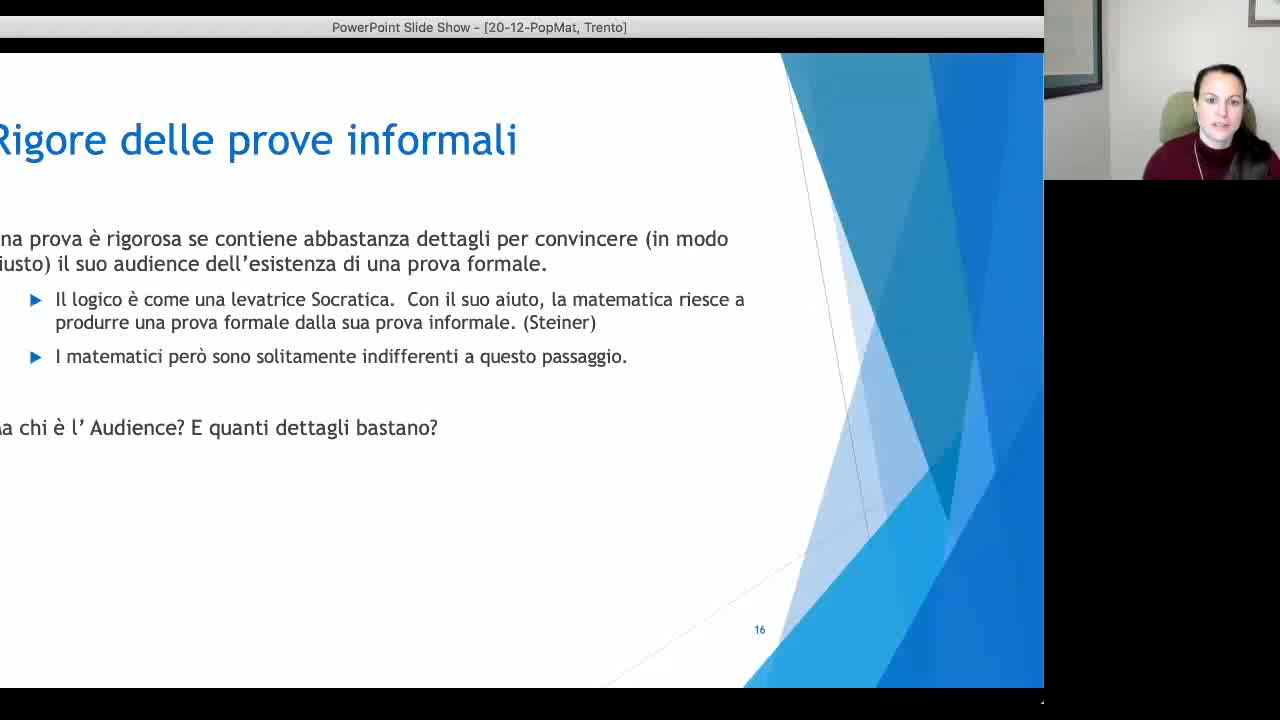 PowerPoint Slide Show - [20-12-PopMat, Trento]
Rigore delle prove informali
na prova è rigorosa se contiene abbastanza dettagli per convincere (in modo
iusto) il suo audience dell’esistenza di una prova formale.
Il logico è come una levatrice Socratica. Con il suo aiuto, la matematica riesce a
produrre una prova formale dalla sua prova informale. (Steiner)
I matematici però sono solitamente indifferenti a questo passaggio.
a chi è l’ Audience? E quanti dettagli bastano?
16